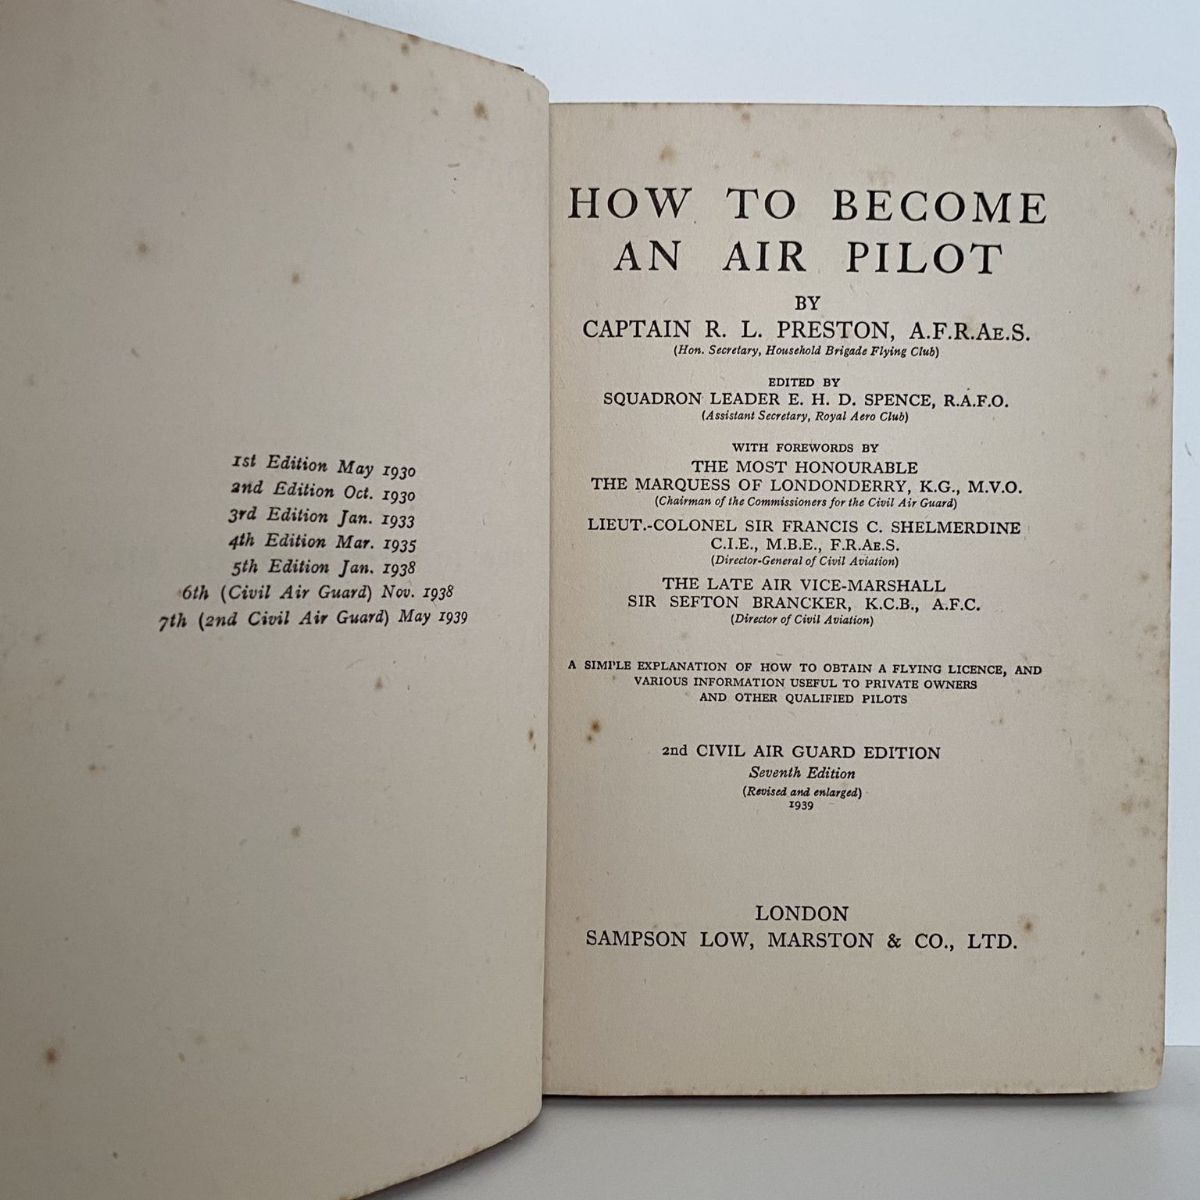 1st Edition May 1930
2nd Edition Oct. 1930
3rd Edition Jan. 1933
4th Edition Mar. 1935
5th Edition Jan. 1938
6th (Civil Air Guard) Nov. 1938
7th (2nd Civil Air Guard) May 1939
HOW TO BECOME
AN AIR PILOT
BY
CAPTAIN R. L. PRESTON, A.F.R.AE.S.
(Hon. Secretary, Household Brigade Flying Club)
EDITED BY
SQUADRON LEADER E. H. D. SPENCE, R.A.F.O.
(Assistant Secretary, Royal Aero Club)
WITH FOREWORDS BY
THE MOST HONOURABLE
THE MARQUESS OF LONDONDERRY, K.G., M.V.O.
(Chairman of the Commissioners for the Civil Air Guard)
LIEUT.-COLONEL SIR FRANCIS C. SHELMERDINE
C.I.E., M.B.E., F.R.AE.S.
(Director-General of Civil Aviation)
THE LATE AIR VICE-MARSHALL
SIR SEFTON BRANCKER, K.C.B., A.F.C.
(Director of Civil Aviation)
A SIMPLE EXPLANATION OF HOW TO OBTAIN A FLYING LICENCE, AND
VARIOUS INFORMATION USEFUL TO PRIVATE OWNERS
AND OTHER QUALIFIED PILOTS
2nd CIVIL AIR GUARD EDITION
Seventh Edition
(Revised and enlarged)
1939
LONDON
SAMPSON LOW, MARSTON & CO., LTD.